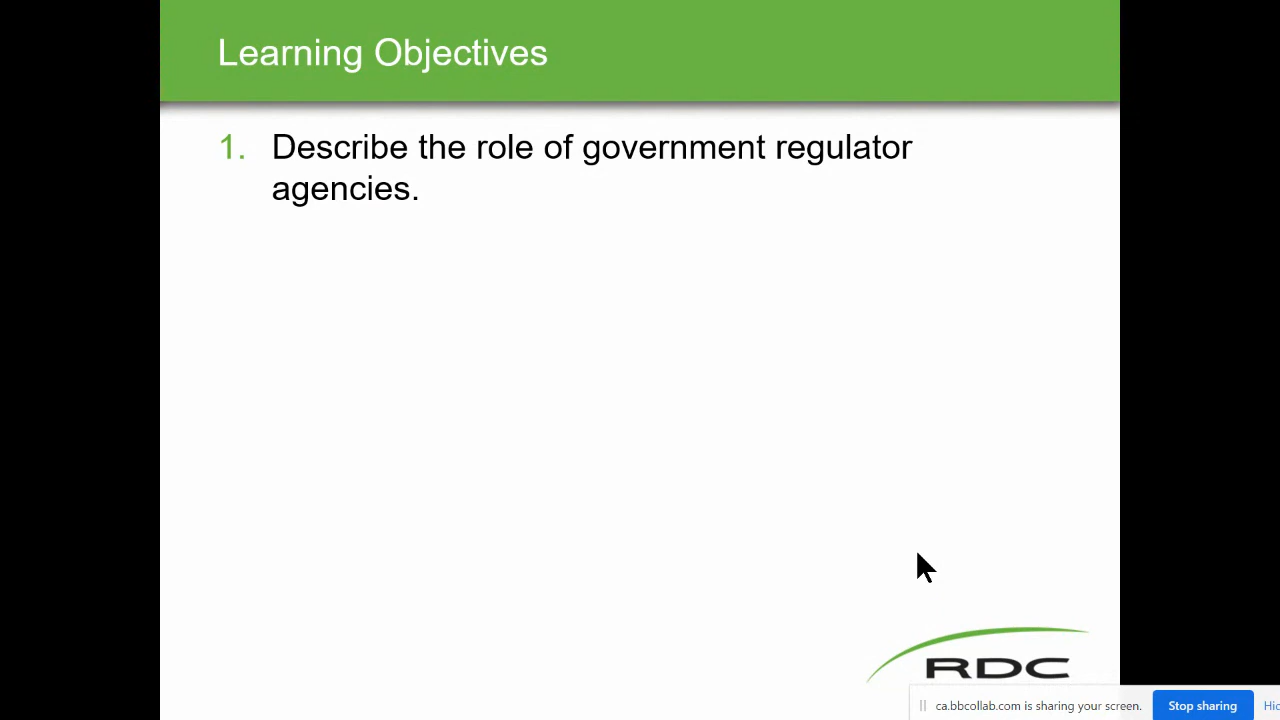 Learning Objectives
1. Describe the role of government regulator
agencies.
RDC
ca.bbcollab.com is sharing your screen.
Stop sharing
Hic